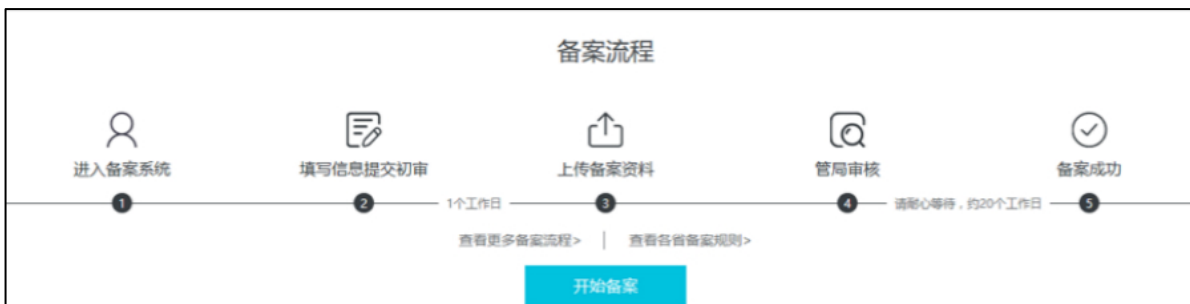 备案流程
进入备案系统 填写信息提交初审 上传备案资料 管局审核 备案成功
1 2 1个工作日 3 4 请耐心等待，约20个工作日 5
查看更多备案流程> | 查看各省备案规则>
开始备案